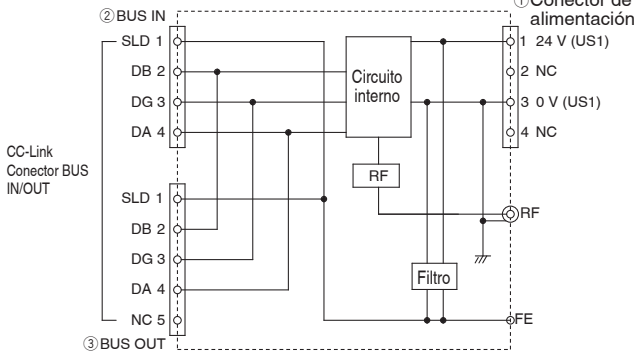 ①Conector de
alimentación
②BUS IN
SLD 1
DB 2
DG 3
DA 4
Circuito
interno
1 24 V (US1)
2 NC
3 0 V (US1)
4 NC
CC-Link
Conector BUS
IN/OUT
RF
SLD 1
DB 2
DG 3
DA 4
NC 5
RF
Filtro
FE
③BUS OUT